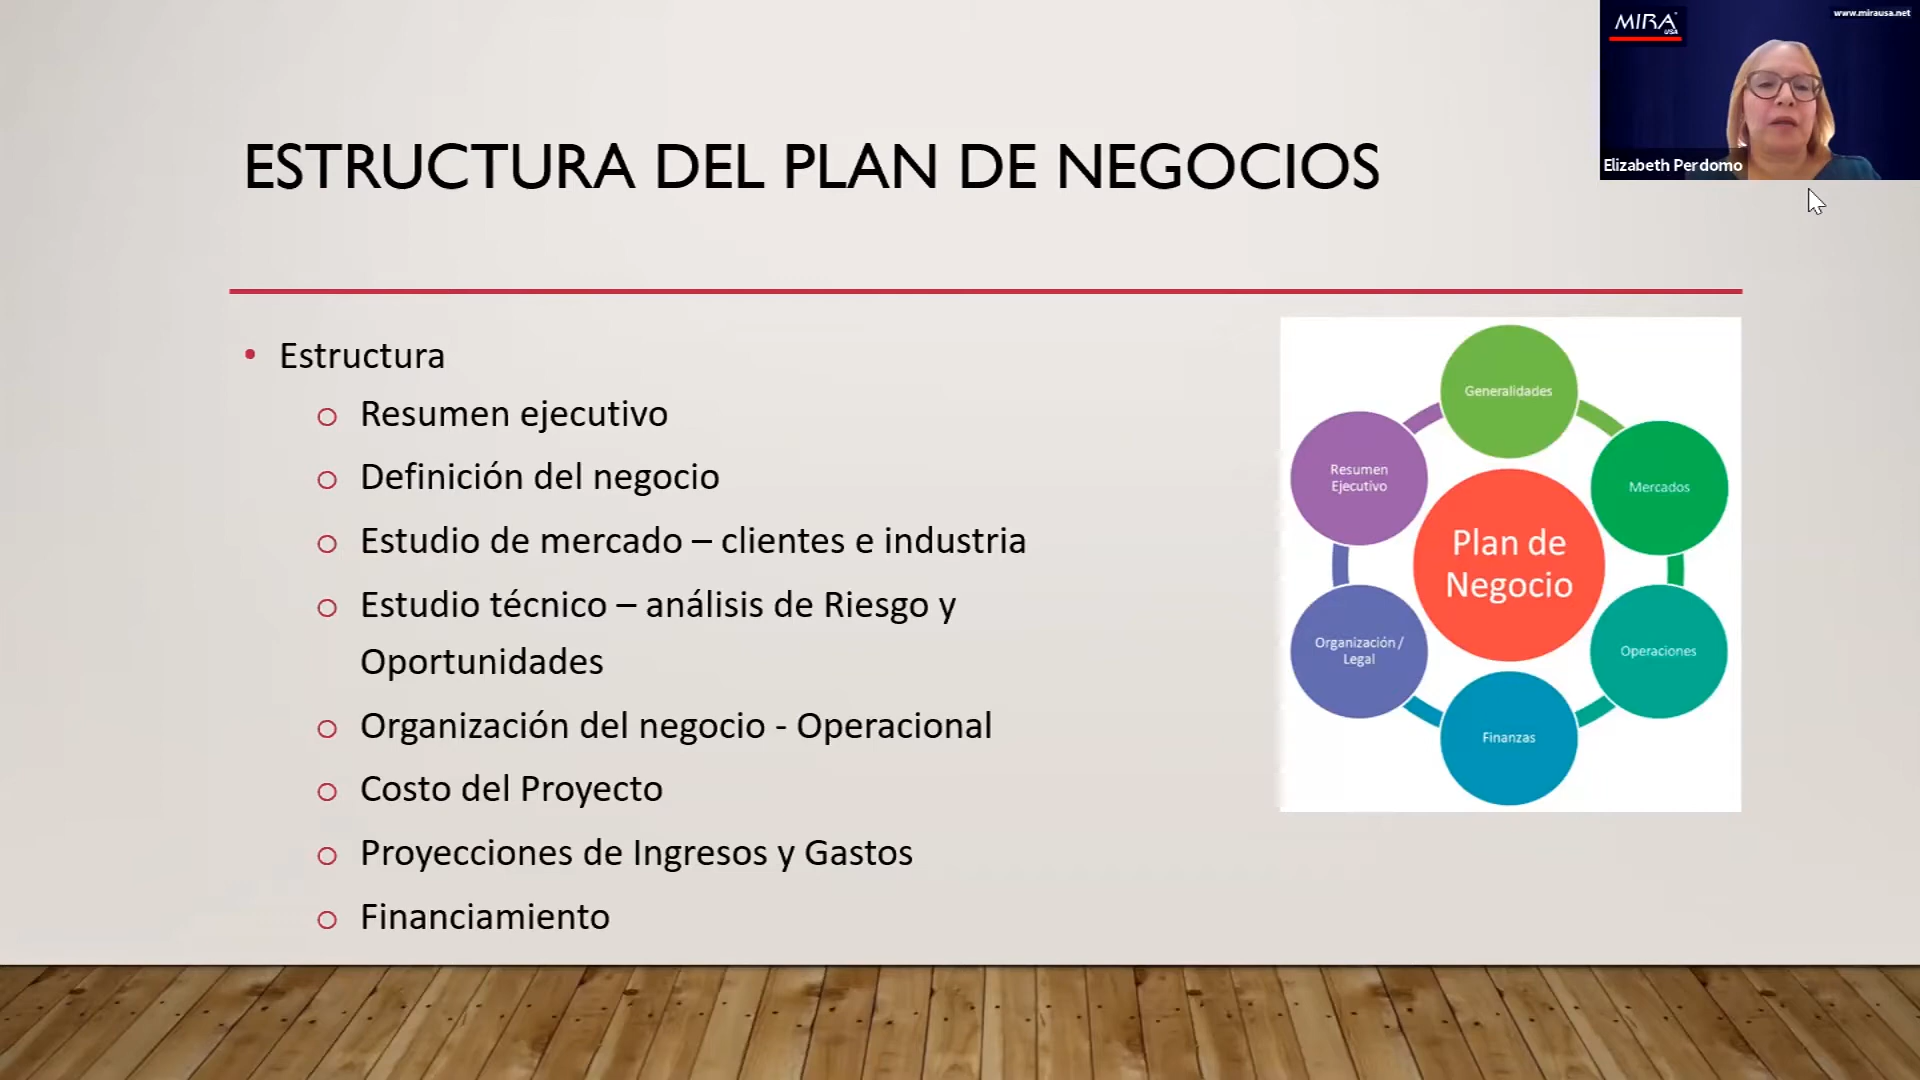 MIRA
USA
www.mirausa.net
Elizabeth Perdomo
ESTRUCTURA DEL PLAN DE NEGOCIOS
• Estructura
o Resumen ejecutivo
o Definición del negocio
o Estudio de mercado – clientes e industria
o Estudio técnico – análisis de Riesgo y
Oportunidades
o Organización del negocio - Operacional
o Costo del Proyecto
o Proyecciones de Ingresos y Gastos
o Financiamiento
Generalidades
Mercados
Operaciones
Finanzas
Organización /
Legal
Resumen
Ejecutivo
Plan de
Negocio